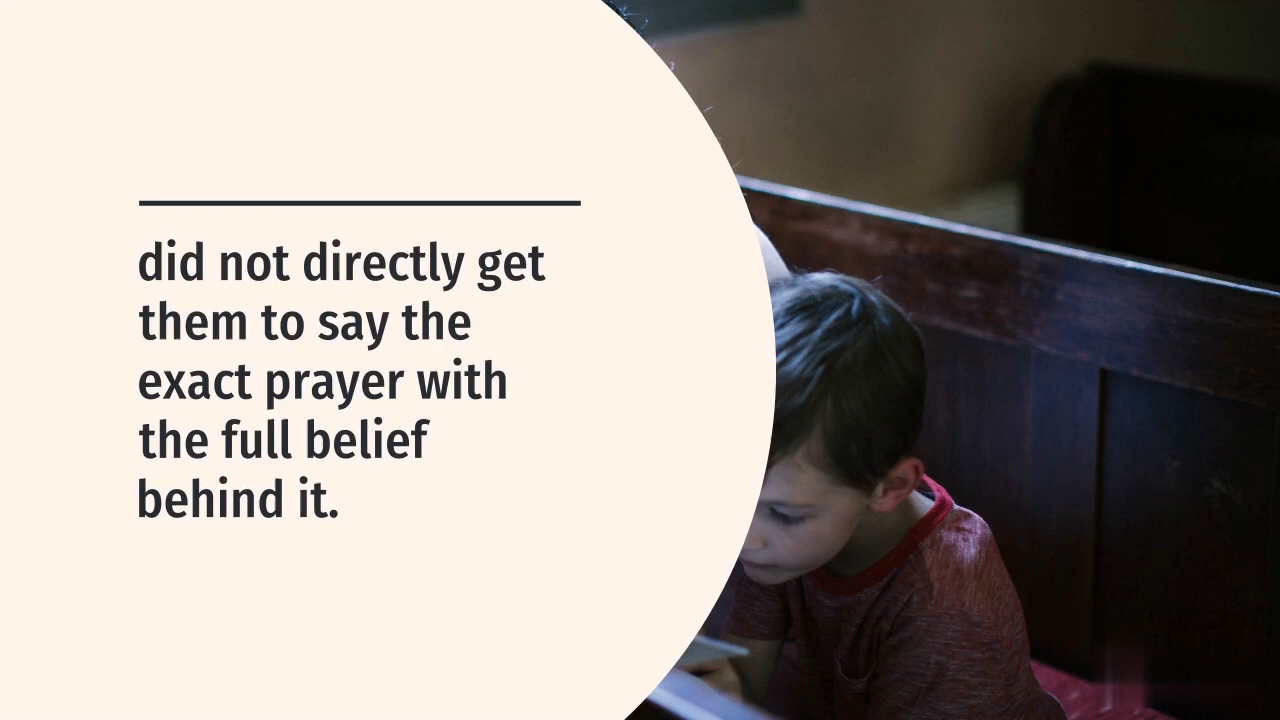 did not directly get
them to say the
exact prayer with
the full belief
behind it.